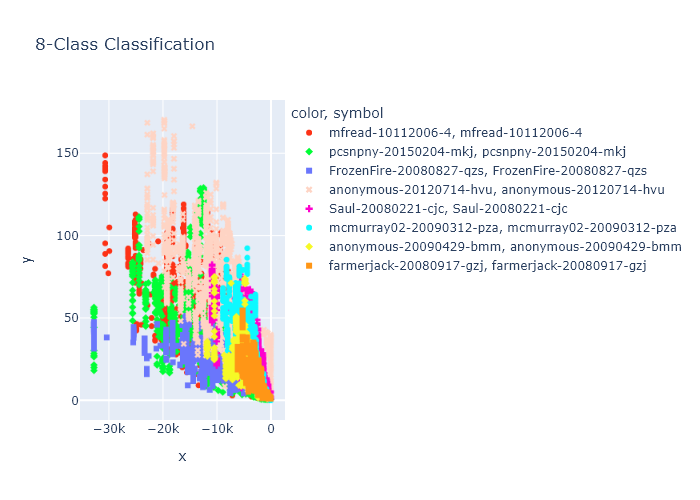 8-Class Classification
color, symbol
mfread-10112006-4, mfread-10112006-4
pcsnpny-20150204-mkj, pcsnpny-20150204-mkj
FrozenFire-20080827-qzs, FrozenFire-20080827-qzs
anonymous-20120714-hvu, anonymous-20120714-hvu
Saul-20080221-cjc, Saul-20080221-cjc
mcmurray02-20090312-pza, mcmurray02-20090312-pza
anonymous-20090429-bmm, anonymous-20090429-bmm
farmerjack-20080917-gzj, farmerjack-20080917-gzj
150
100
50
0
y
−30k −20k −10k 0
x